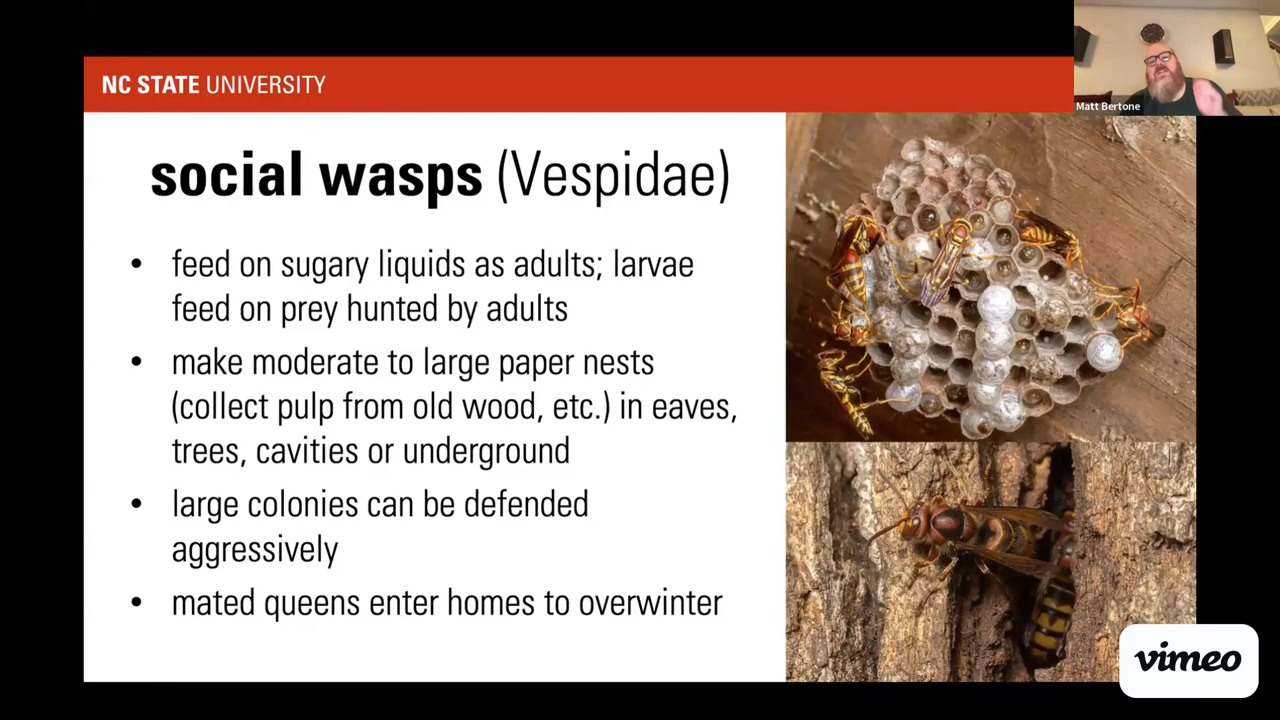 NC STATE UNIVERSITY
Matt Bertone
social wasps (Vespidae)
• feed on sugary liquids as adults; larvae
feed on prey hunted by adults
• make moderate to large paper nests
(collect pulp from old wood, etc.) in eaves,
trees, cavities or underground
• large colonies can be defended
aggressively
• mated queens enter homes to overwinter
vimeo